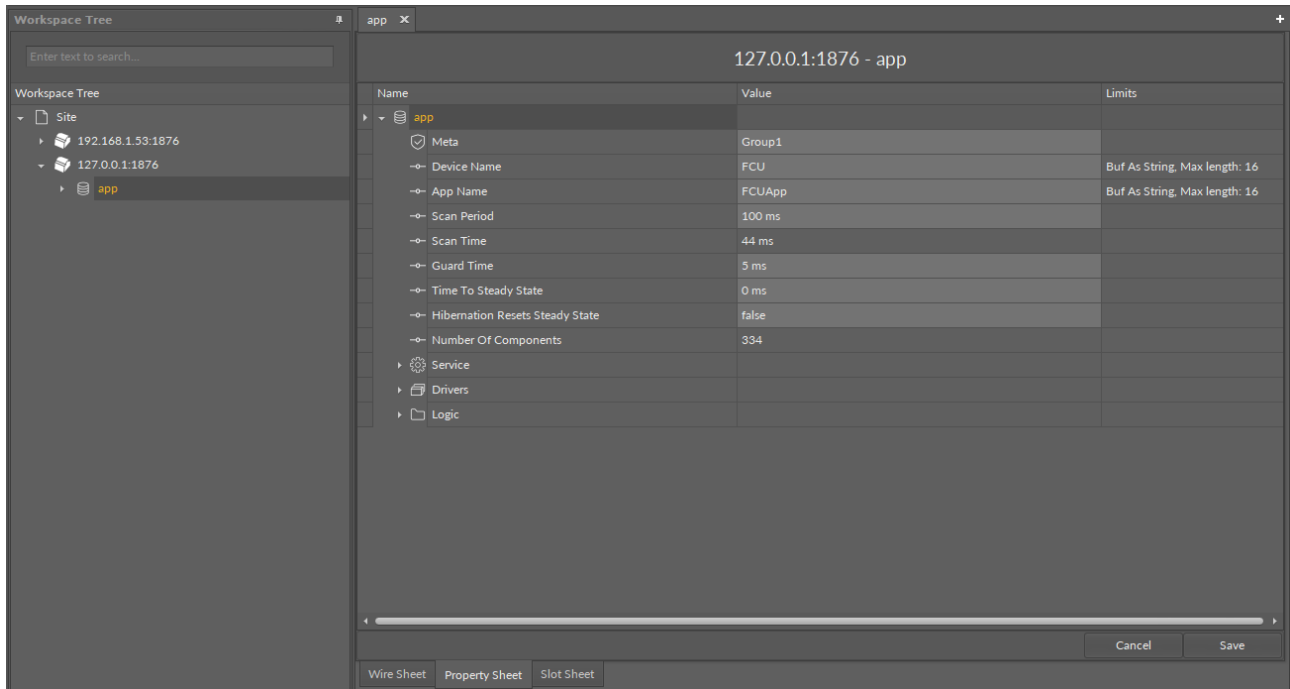 Workspace Tree
Enter text to search...
Workspace Tree
Site
192.168.1.53:1876
127.0.0.1:1876
app
app
127.0.0.1:1876 - app
Name Value Limits
app
Meta Group1
Device Name FCU Buf As String, Max length: 16
App Name FCUApp Buf As String, Max length: 16
Scan Period 100 ms
Scan Time 44 ms
Guard Time 5 ms
Time To Steady State 0 ms
Hibernation Resets Steady State false
Number Of Components 334
Service
Drivers
Logic
Cancel Save
Wire Sheet Property Sheet Slot Sheet